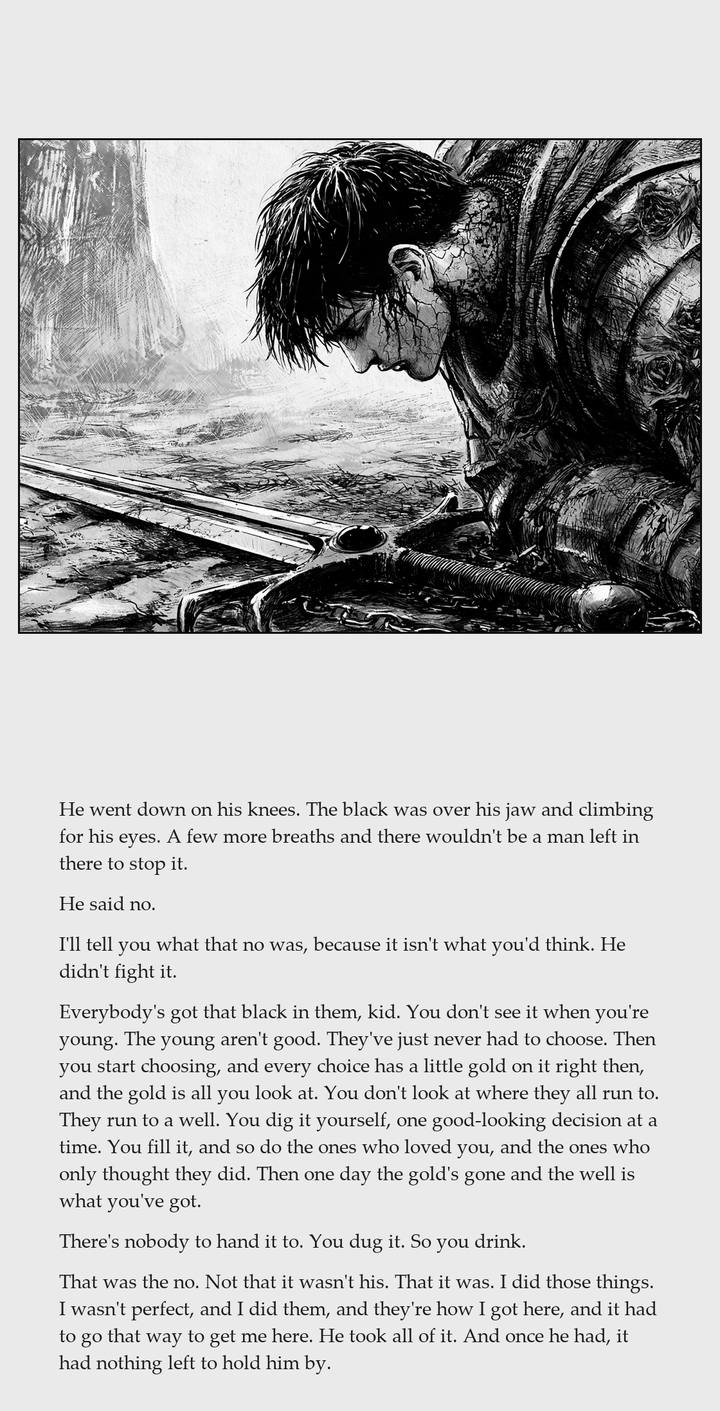 He went down on his knees. The black was over his jaw and climbing
for his eyes. A few more breaths and there wouldn't be a man left in
there to stop it.
He said no.
I'll tell you what that no was, because it isn't what you'd think. He
didn't fight it.
Everybody's got that black in them, kid. You don't see it when you're
young. The young aren't good. They've just never had to choose. Then
you start choosing, and every choice has a little gold on it right then,
and the gold is all you look at. You don't look at where they all run to.
They run to a well. You dig it yourself, one good-looking decision at a
time. You fill it, and so do the ones who loved you, and the ones who
only thought they did. Then one day the gold's gone and the well is
what you've got.
There's nobody to hand it to. You dug it. So you drink.
That was the no. Not that it wasn't his. That it was. I did those things.
I wasn't perfect, and I did them, and they're how I got here, and it had
to go that way to get me here. He took all of it. And once he had, it
had nothing left to hold him by.